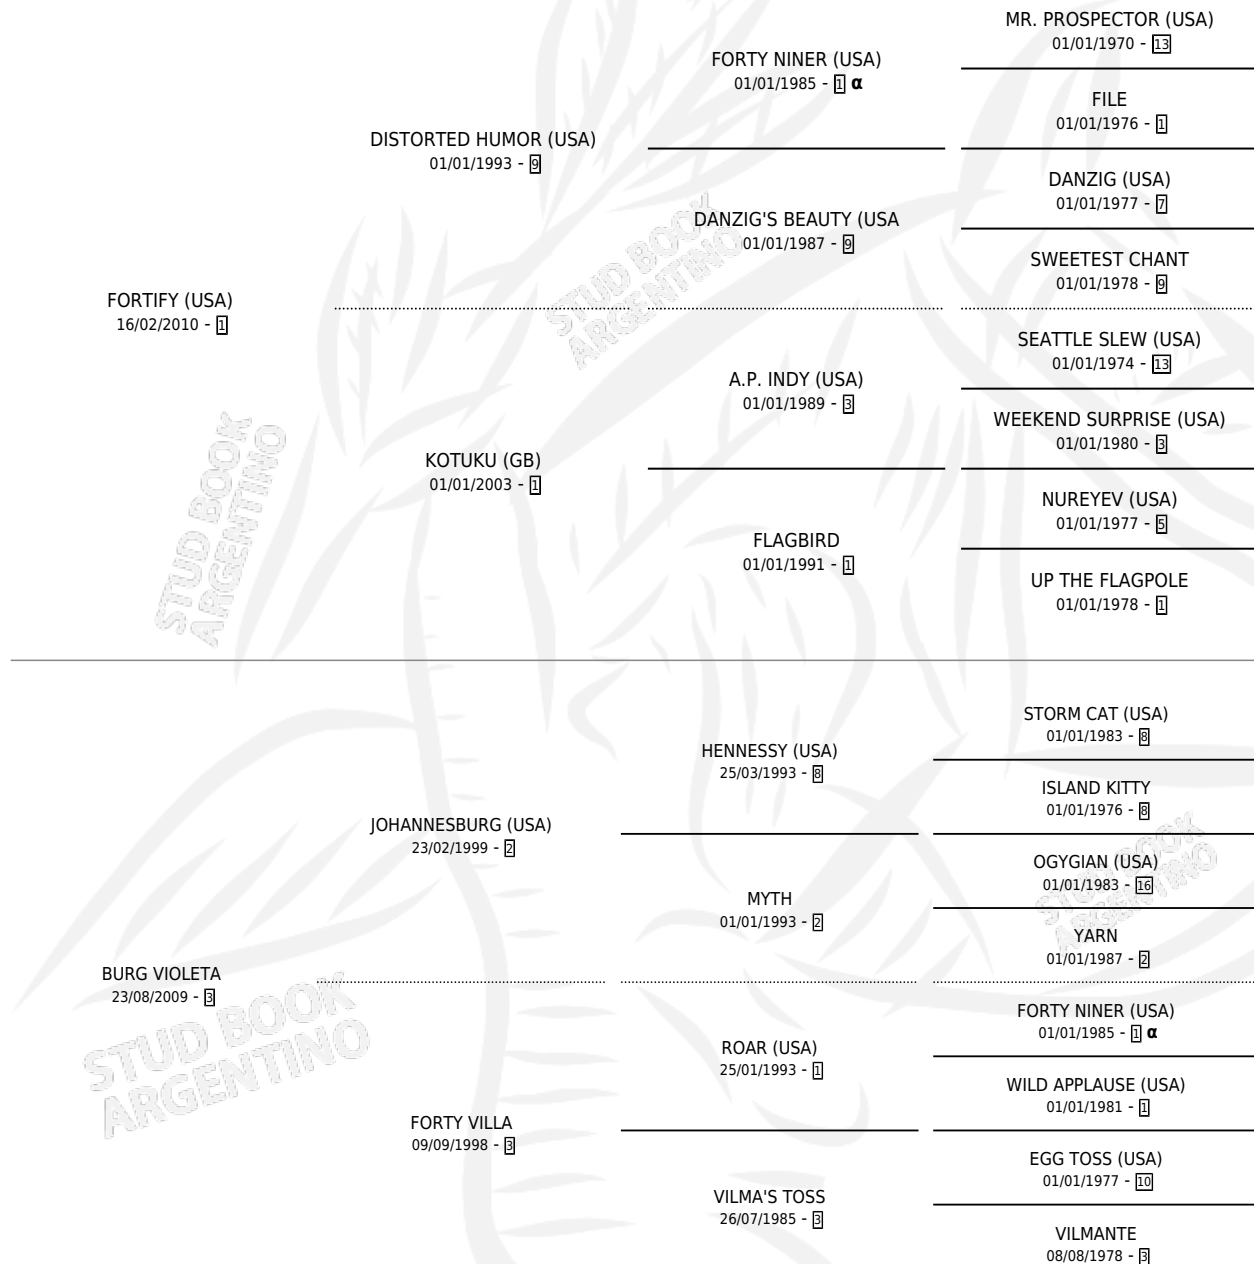 MR. PROSPECTOR (USA)
01/01/1970 - 13
FORTY NINER (USA)
01/01/1985 - 1 α
FILE
01/01/1976 - 1
DISTORTED HUMOR (USA)
01/01/1993 - 9
DANZIG (USA)
01/01/1977 - 7
DANZIG'S BEAUTY (USA
01/01/1987 - 9
SWEETEST CHANT
01/01/1978 - 9
FORTIFY (USA)
16/02/2010 - 1
SEATTLE SLEW (USA)
01/01/1974 - 13
A.P. INDY (USA)
01/01/1989 - 3
WEEKEND SURPRISE (USA)
01/01/1980 - 3
KOTUKU (GB)
01/01/2003 - 1
NUREYEV (USA)
01/01/1977 - 5
FLAGBIRD
01/01/1991 - 1
UP THE FLAGPOLE
01/01/1978 - 1
STUD BOOK
ARGENTINO
STUD BOOK
ARGENTINO
STORM CAT (USA)
01/01/1983 - 8
HENNESSY (USA)
25/03/1993 - 8
ISLAND KITTY
01/01/1976 - 8
JOHANNESBURG (USA)
23/02/1999 - 2
OGYGIAN (USA)
01/01/1983 - 16
MYTH
01/01/1993 - 2
YARN
01/01/1987 - 2
BURG VIOLETA
23/08/2009 - 3
FORTY NINER (USA)
01/01/1985 - 1 α
ROAR (USA)
25/01/1993 - 1
WILD APPLAUSE (USA)
01/01/1981 - 1
FORTY VILLA
09/09/1998 - 3
EGG TOSS (USA)
01/01/1977 - 10
VILMA'S TOSS
26/07/1985 - 3
VILMANTE
08/08/1978 - 3
STUD BOOK
ARGENTINO
STUD BOOK
ARGENTINO